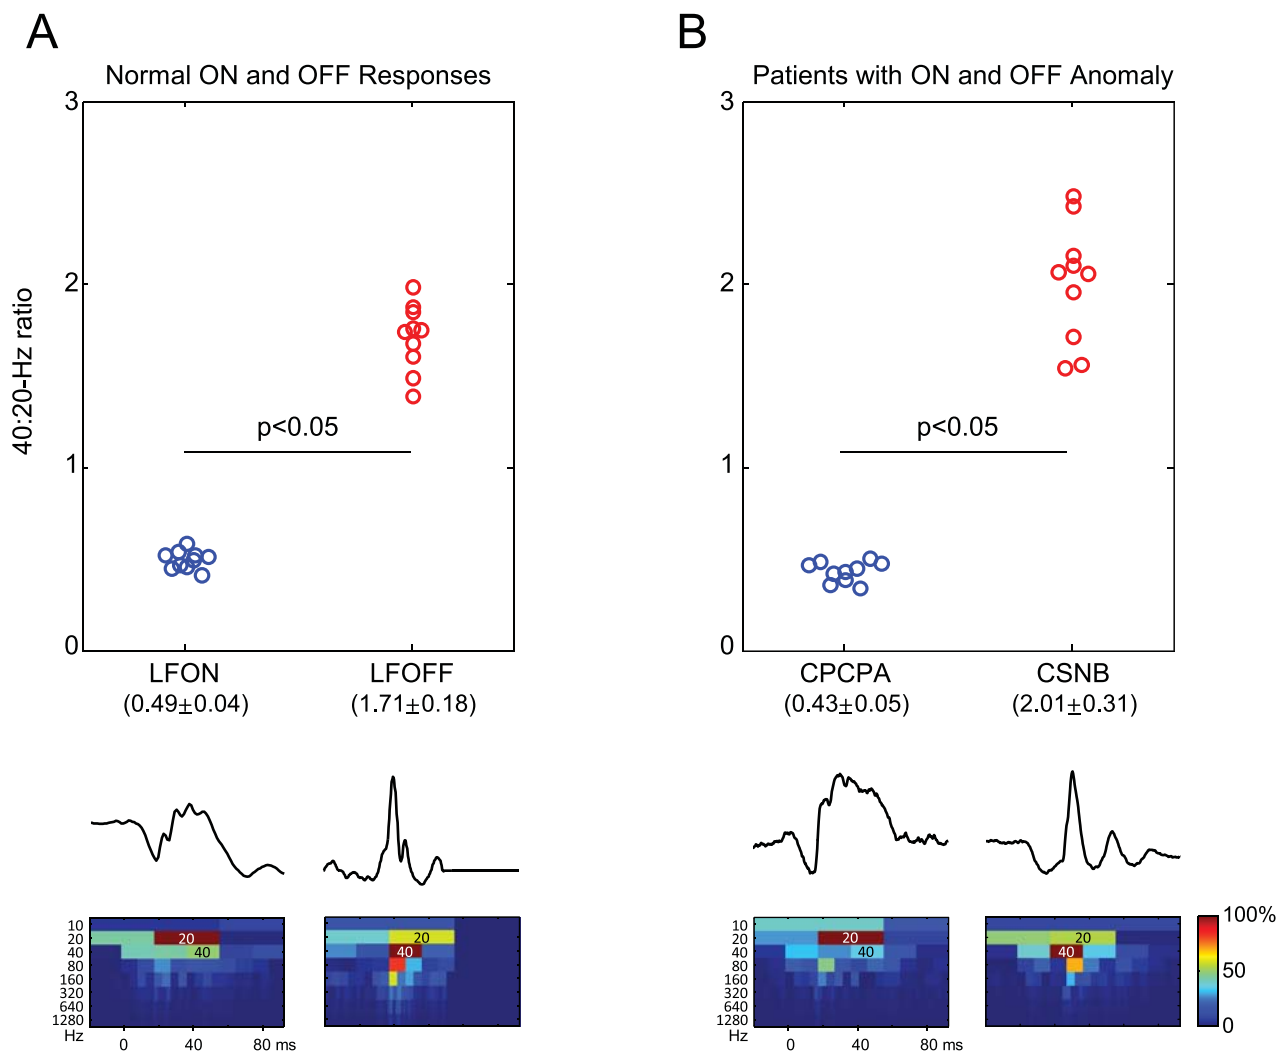 A
B
Normal ON and OFF Responses
Patients with ON and OFF Anomaly
40:20-Hz ratio
3
2
1
0
p<0.05
3
2
1
0
p<0.05
LFON
(0.49±0.04)
LFOFF
(1.71±0.18)
CPCPA
(0.43±0.05)
CSNB
(2.01±0.31)
10
20
40
80
160
320
640
1280
Hz
20
40
0 40 80 ms
20
40
10
20
40
80
160
320
640
1280
Hz
20
40
0 40 80 ms
20
40
100%
50
0